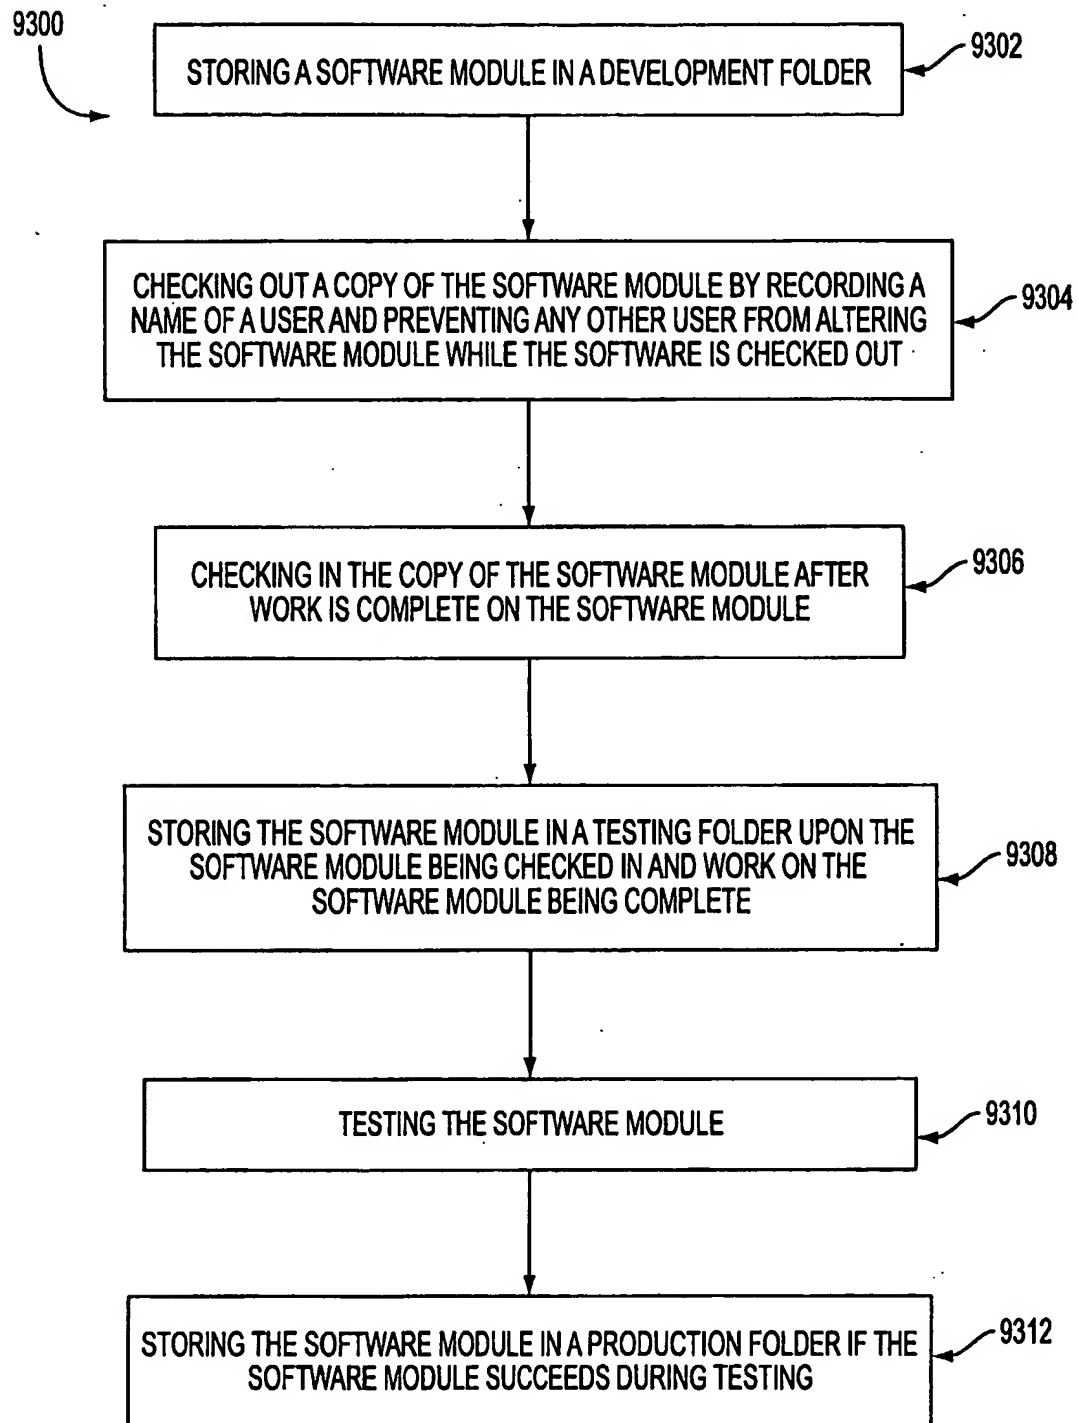 9300
STORING A SOFTWARE MODULE IN A DEVELOPMENT FOLDER
9302
CHECKING OUT A COPY OF THE SOFTWARE MODULE BY RECORDING A
NAME OF A USER AND PREVENTING ANY OTHER USER FROM ALTERING
THE SOFTWARE MODULE WHILE THE SOFTWARE IS CHECKED OUT
9304
CHECKING IN THE COPY OF THE SOFTWARE MODULE AFTER
WORK IS COMPLETE ON THE SOFTWARE MODULE
9306
STORING THE SOFTWARE MODULE IN A TESTING FOLDER UPON THE
SOFTWARE MODULE BEING CHECKED IN AND WORK ON THE
SOFTWARE MODULE BEING COMPLETE
9308
TESTING THE SOFTWARE MODULE
9310
STORING THE SOFTWARE MODULE IN A PRODUCTION FOLDER IF THE
SOFTWARE MODULE SUCCEEDS DURING TESTING
9312